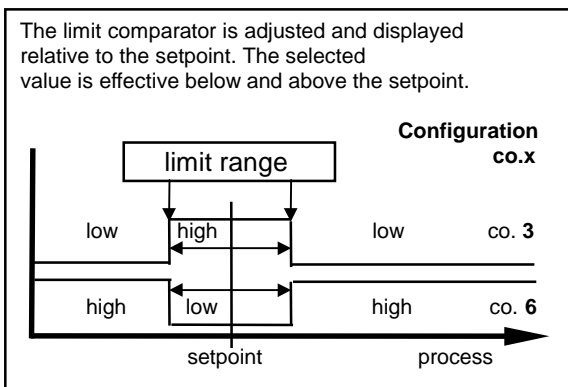 The limit comparator is adjusted and displayed
relative to the setpoint. The selected
value is effective below and above the setpoint.
Configuration
co.x
limit range
low high low co. 3
high low high co. 6
setpoint process